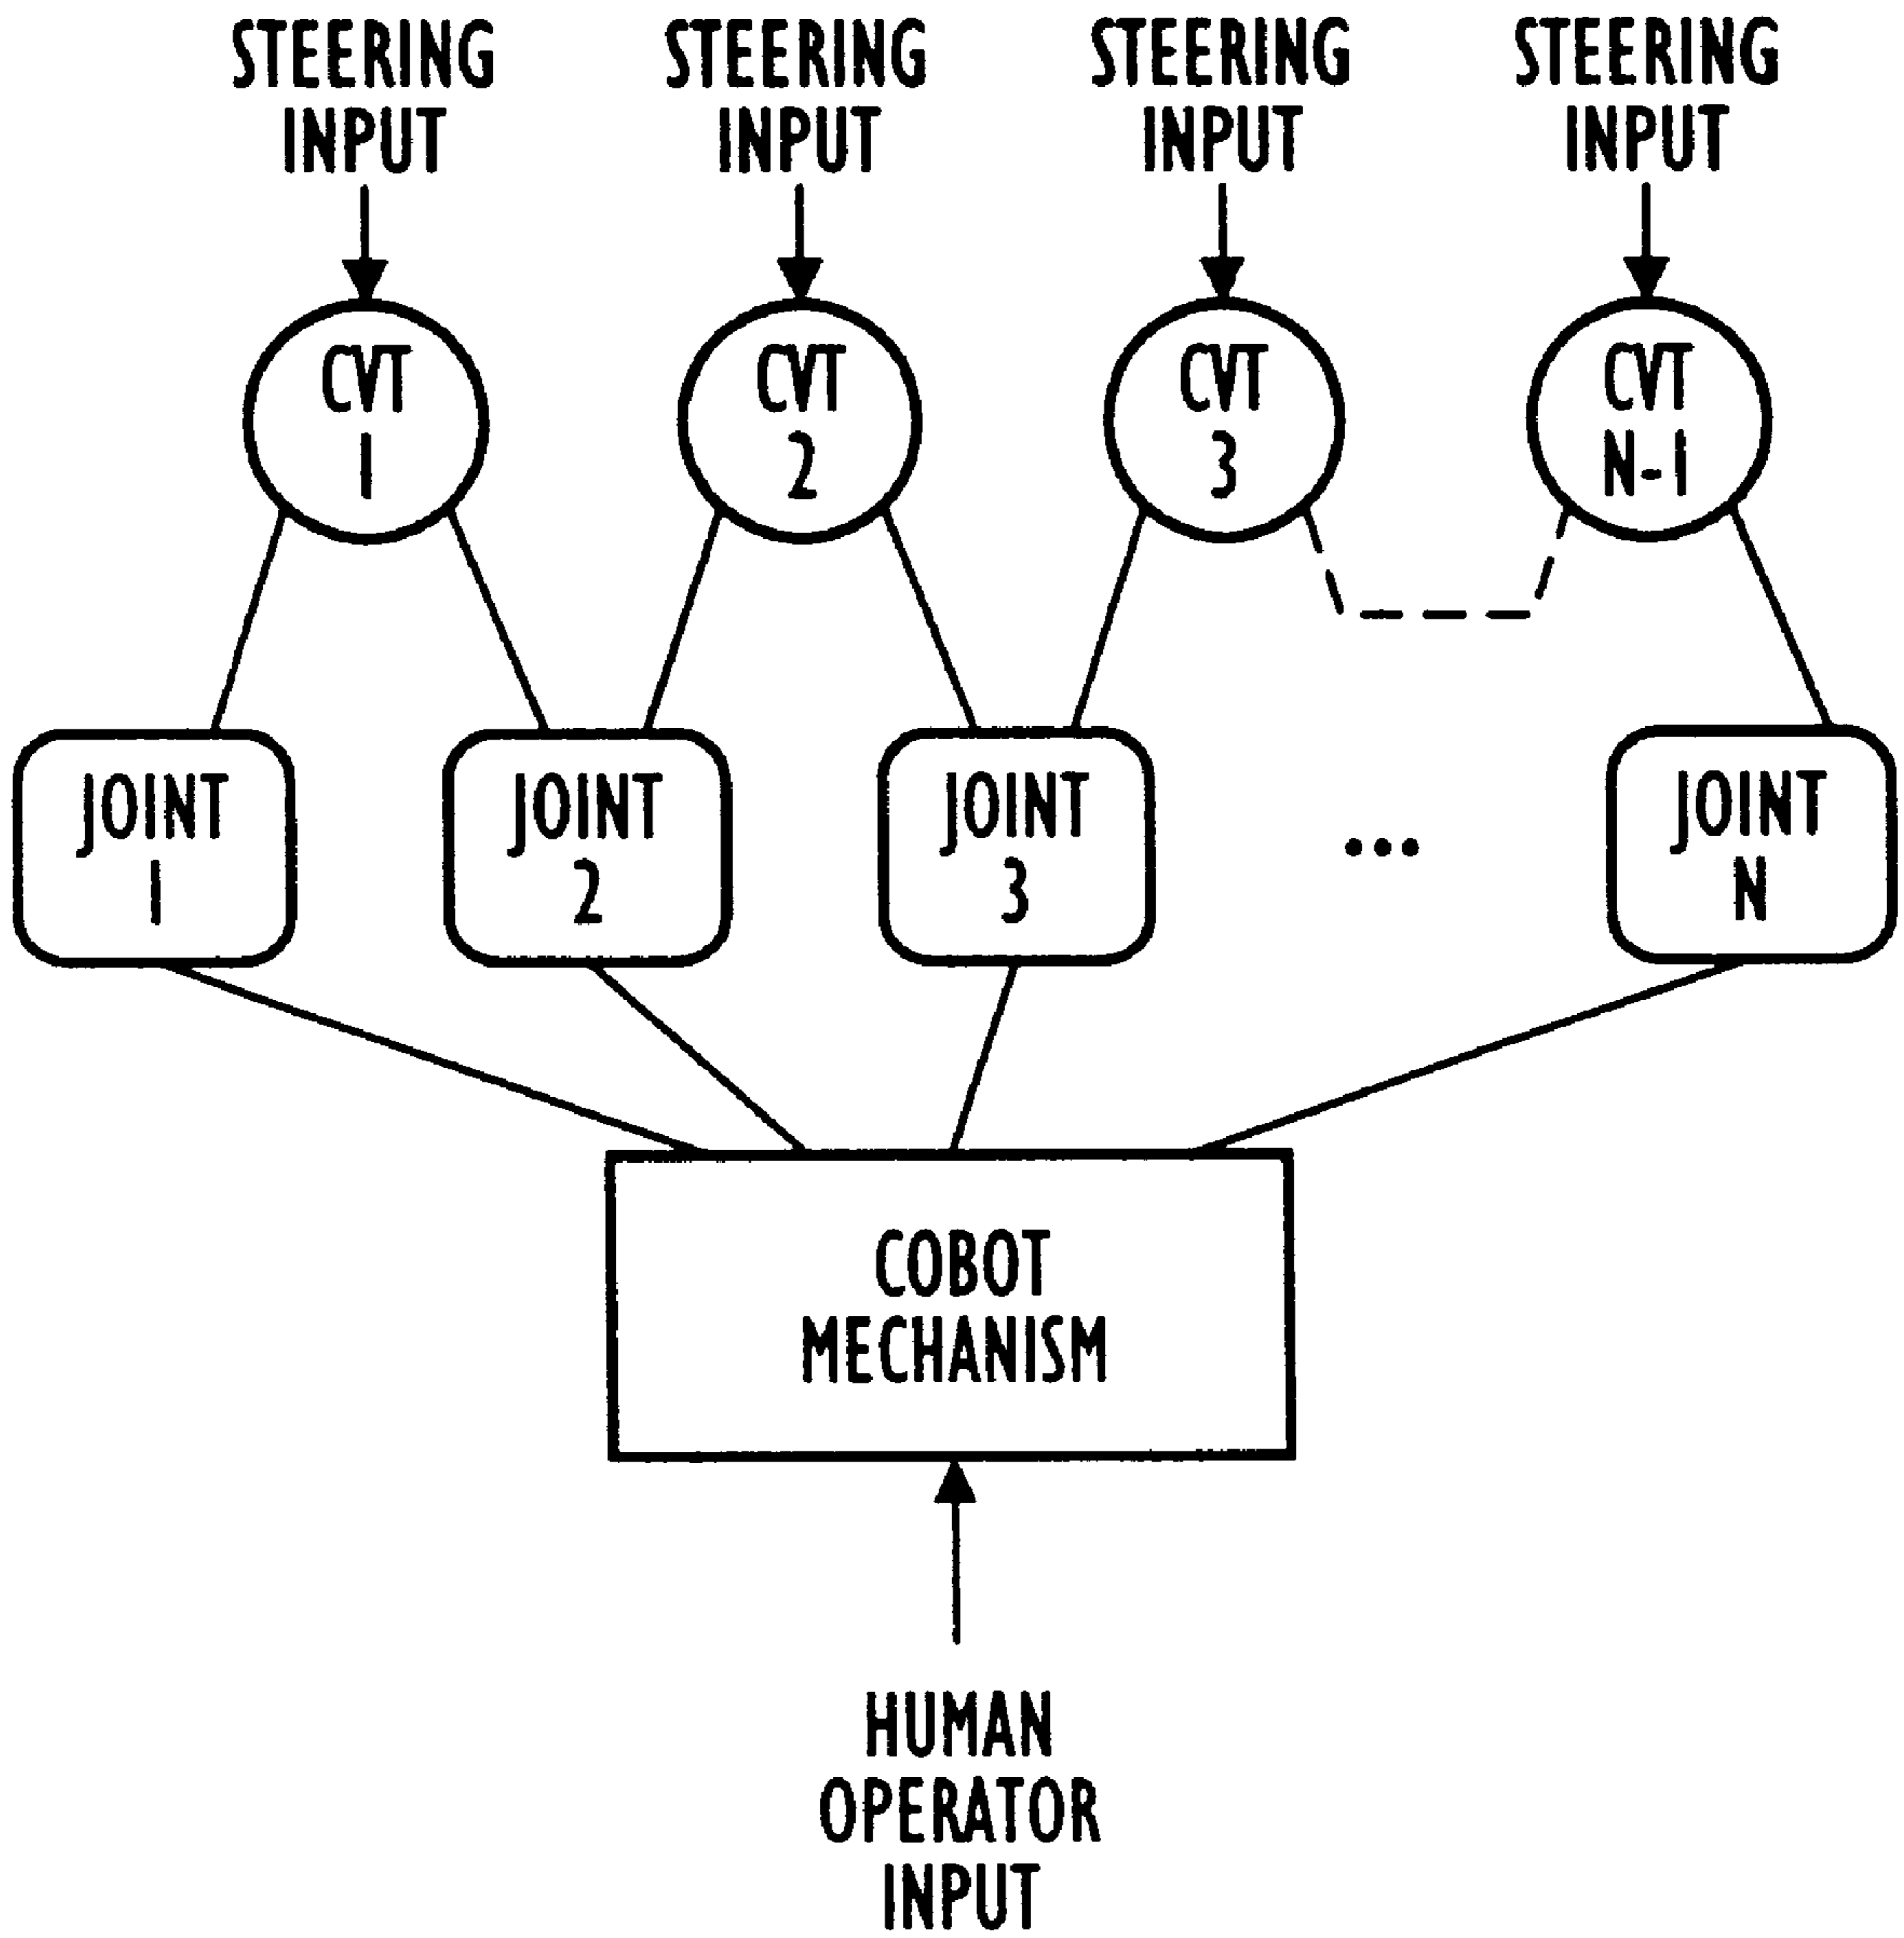 STEERING
INPUT
STEERING
INPUT
STEERING
INPUT
STEERING
INPUT
CVT
1
CVT
2
CVT
3
CVT
N-1
JOINT
1
JOINT
2
JOINT
3
...
JOINT
N
COBOT
MECHANISM
HUMAN
OPERATOR
INPUT